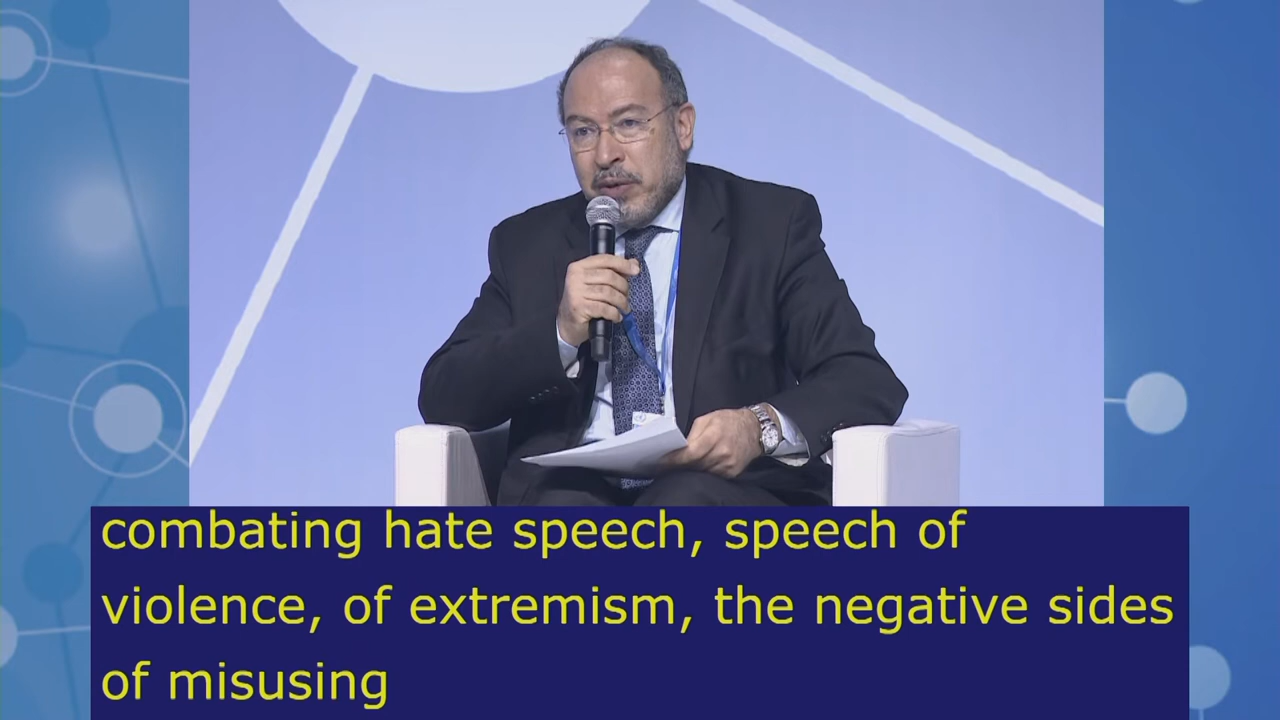 combating hate speech, speech of
violence, of extremism, the negative sides
of misusing